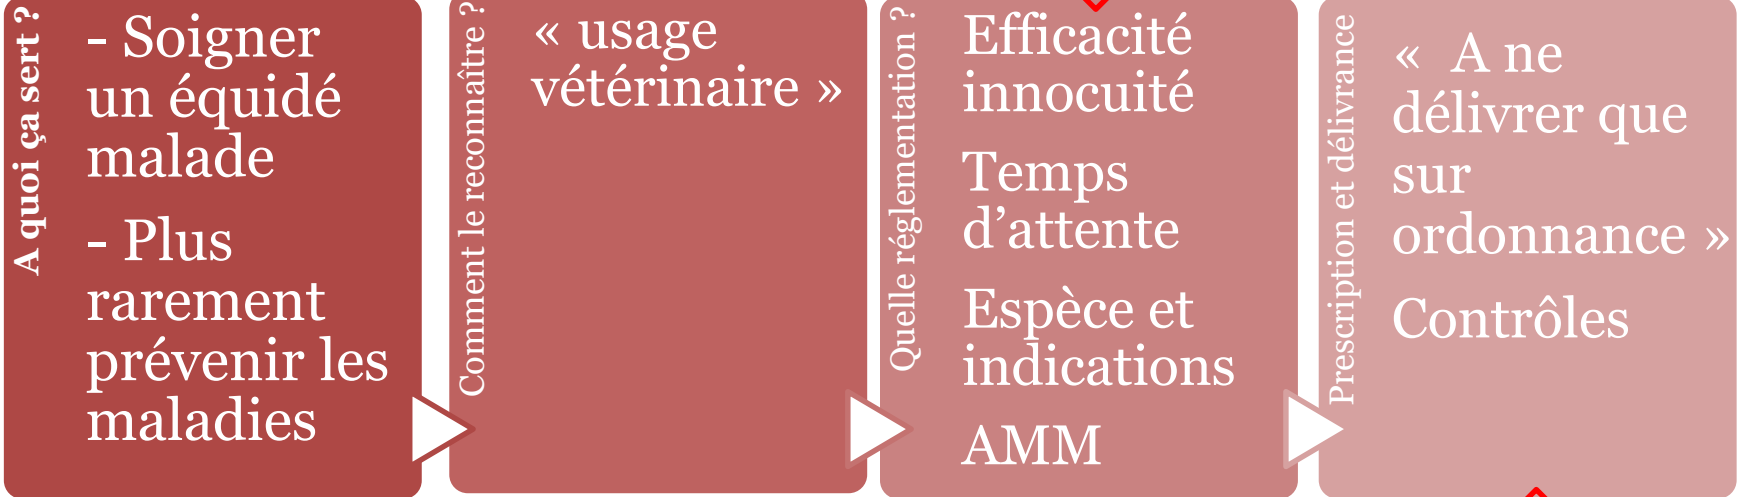 A quoi ça sert ?
- Soigner
un équidé
malade
- Plus
rarement
prévenir les
maladies
Comment le reconnaître ?
« usage
vétérinaire »
Quelle réglementation ?
Efficacité
innocuité
Temps
d’attente
Espèce et
indications
AMM
Prescription et délivrance
«  A ne
délivrer que
sur
ordonnance »
Contrôles